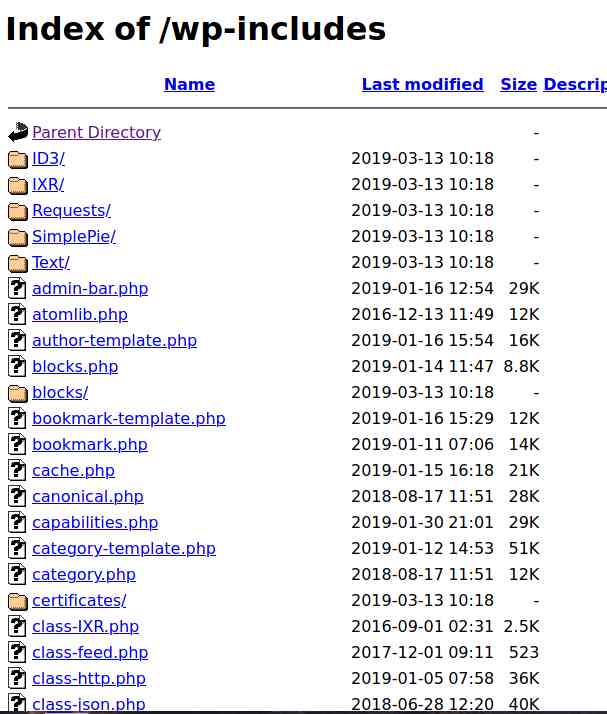 Index of /wp-includes
Name Last modified Size Descrip
Parent Directory -
ID3/ 2019-03-13 10:18 -
IXR/ 2019-03-13 10:18 -
Requests/ 2019-03-13 10:18 -
SimplePie/ 2019-03-13 10:18 -
Text/ 2019-03-13 10:18 -
admin-bar.php 2019-01-16 12:54 29K
atomlib.php 2016-12-13 11:49 12K
author-template.php 2019-01-16 15:54 16K
blocks.php 2019-01-14 11:47 8.8K
blocks/ 2019-03-13 10:18 -
bookmark-template.php 2019-01-16 15:29 12K
bookmark.php 2019-01-11 07:06 14K
cache.php 2019-01-15 16:18 21K
canonical.php 2018-08-17 11:51 28K
capabilities.php 2019-01-30 21:01 29K
category-template.php 2019-01-12 14:53 51K
category.php 2018-08-17 11:51 12K
certificates/ 2019-03-13 10:18 -
class-IXR.php 2016-09-01 02:31 2.5K
class-feed.php 2017-12-01 09:11 523
class-http.php 2019-01-05 07:58 36K
class-json.php 2018-06-28 12:20 40K